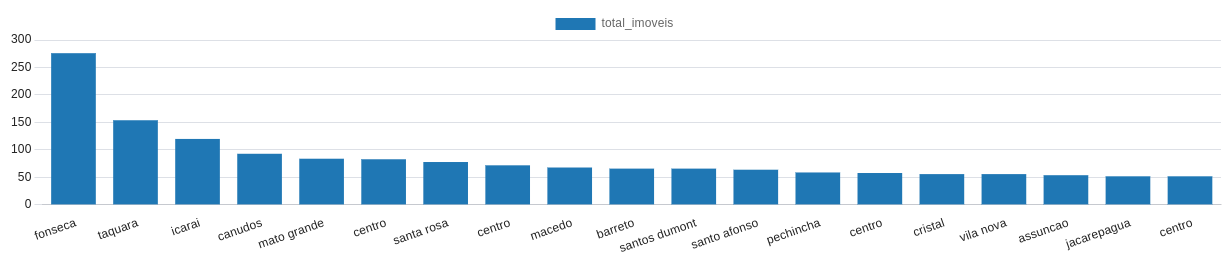 total_imoveis
300
250
200
150
100
50
0
fonseca
taquara
icarai
canudos
mato grande
centro
santa rosa
centro
macedo
barreto
santos dumont
santo afonso
pechincha
centro
cristal
vila nova
assuncao
jacarepagua
centro